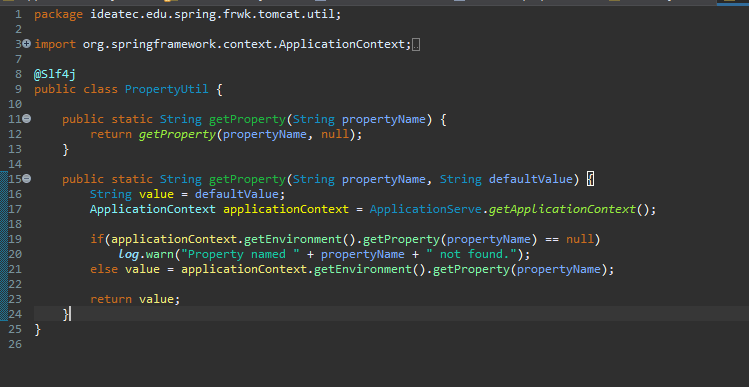 1 package ideatec.edu.spring.frwk.tomcat.util;
2
3 import org.springframework.context.ApplicationContext;
7
8 @Slf4j
9 public class PropertyUtil {
10
11 public static String getProperty(String propertyName) {
12 return getProperty(propertyName, null);
13 }
14
15 public static String getProperty(String propertyName, String defaultValue) {
16 String value = defaultValue;
17 ApplicationContext applicationContext = ApplicationServe.getApplicationContext();
18
19 if(applicationContext.getEnvironment().getProperty(propertyName) == null)
20 log.warn("Property named " + propertyName + " not found.");
21 else value = applicationContext.getEnvironment().getProperty(propertyName);
22
23 return value;
24 }
25 }
26